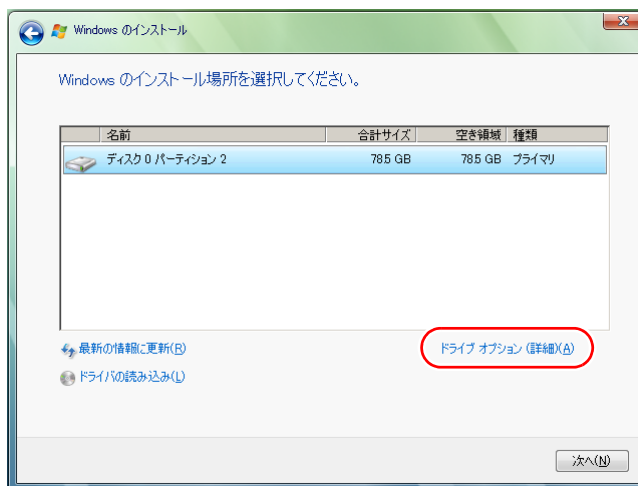 Windows のインストール
Windows のインストール場所を選択してください。
名前 合計サイズ 空き領域 種類
ディスク 0 パーティション 2 78.5 GB 78.5 GB プライマリ
最新の情報に更新(R) ドライブ オプション (詳細)(A)
ドライバの読み込み(L)
次へ(N)